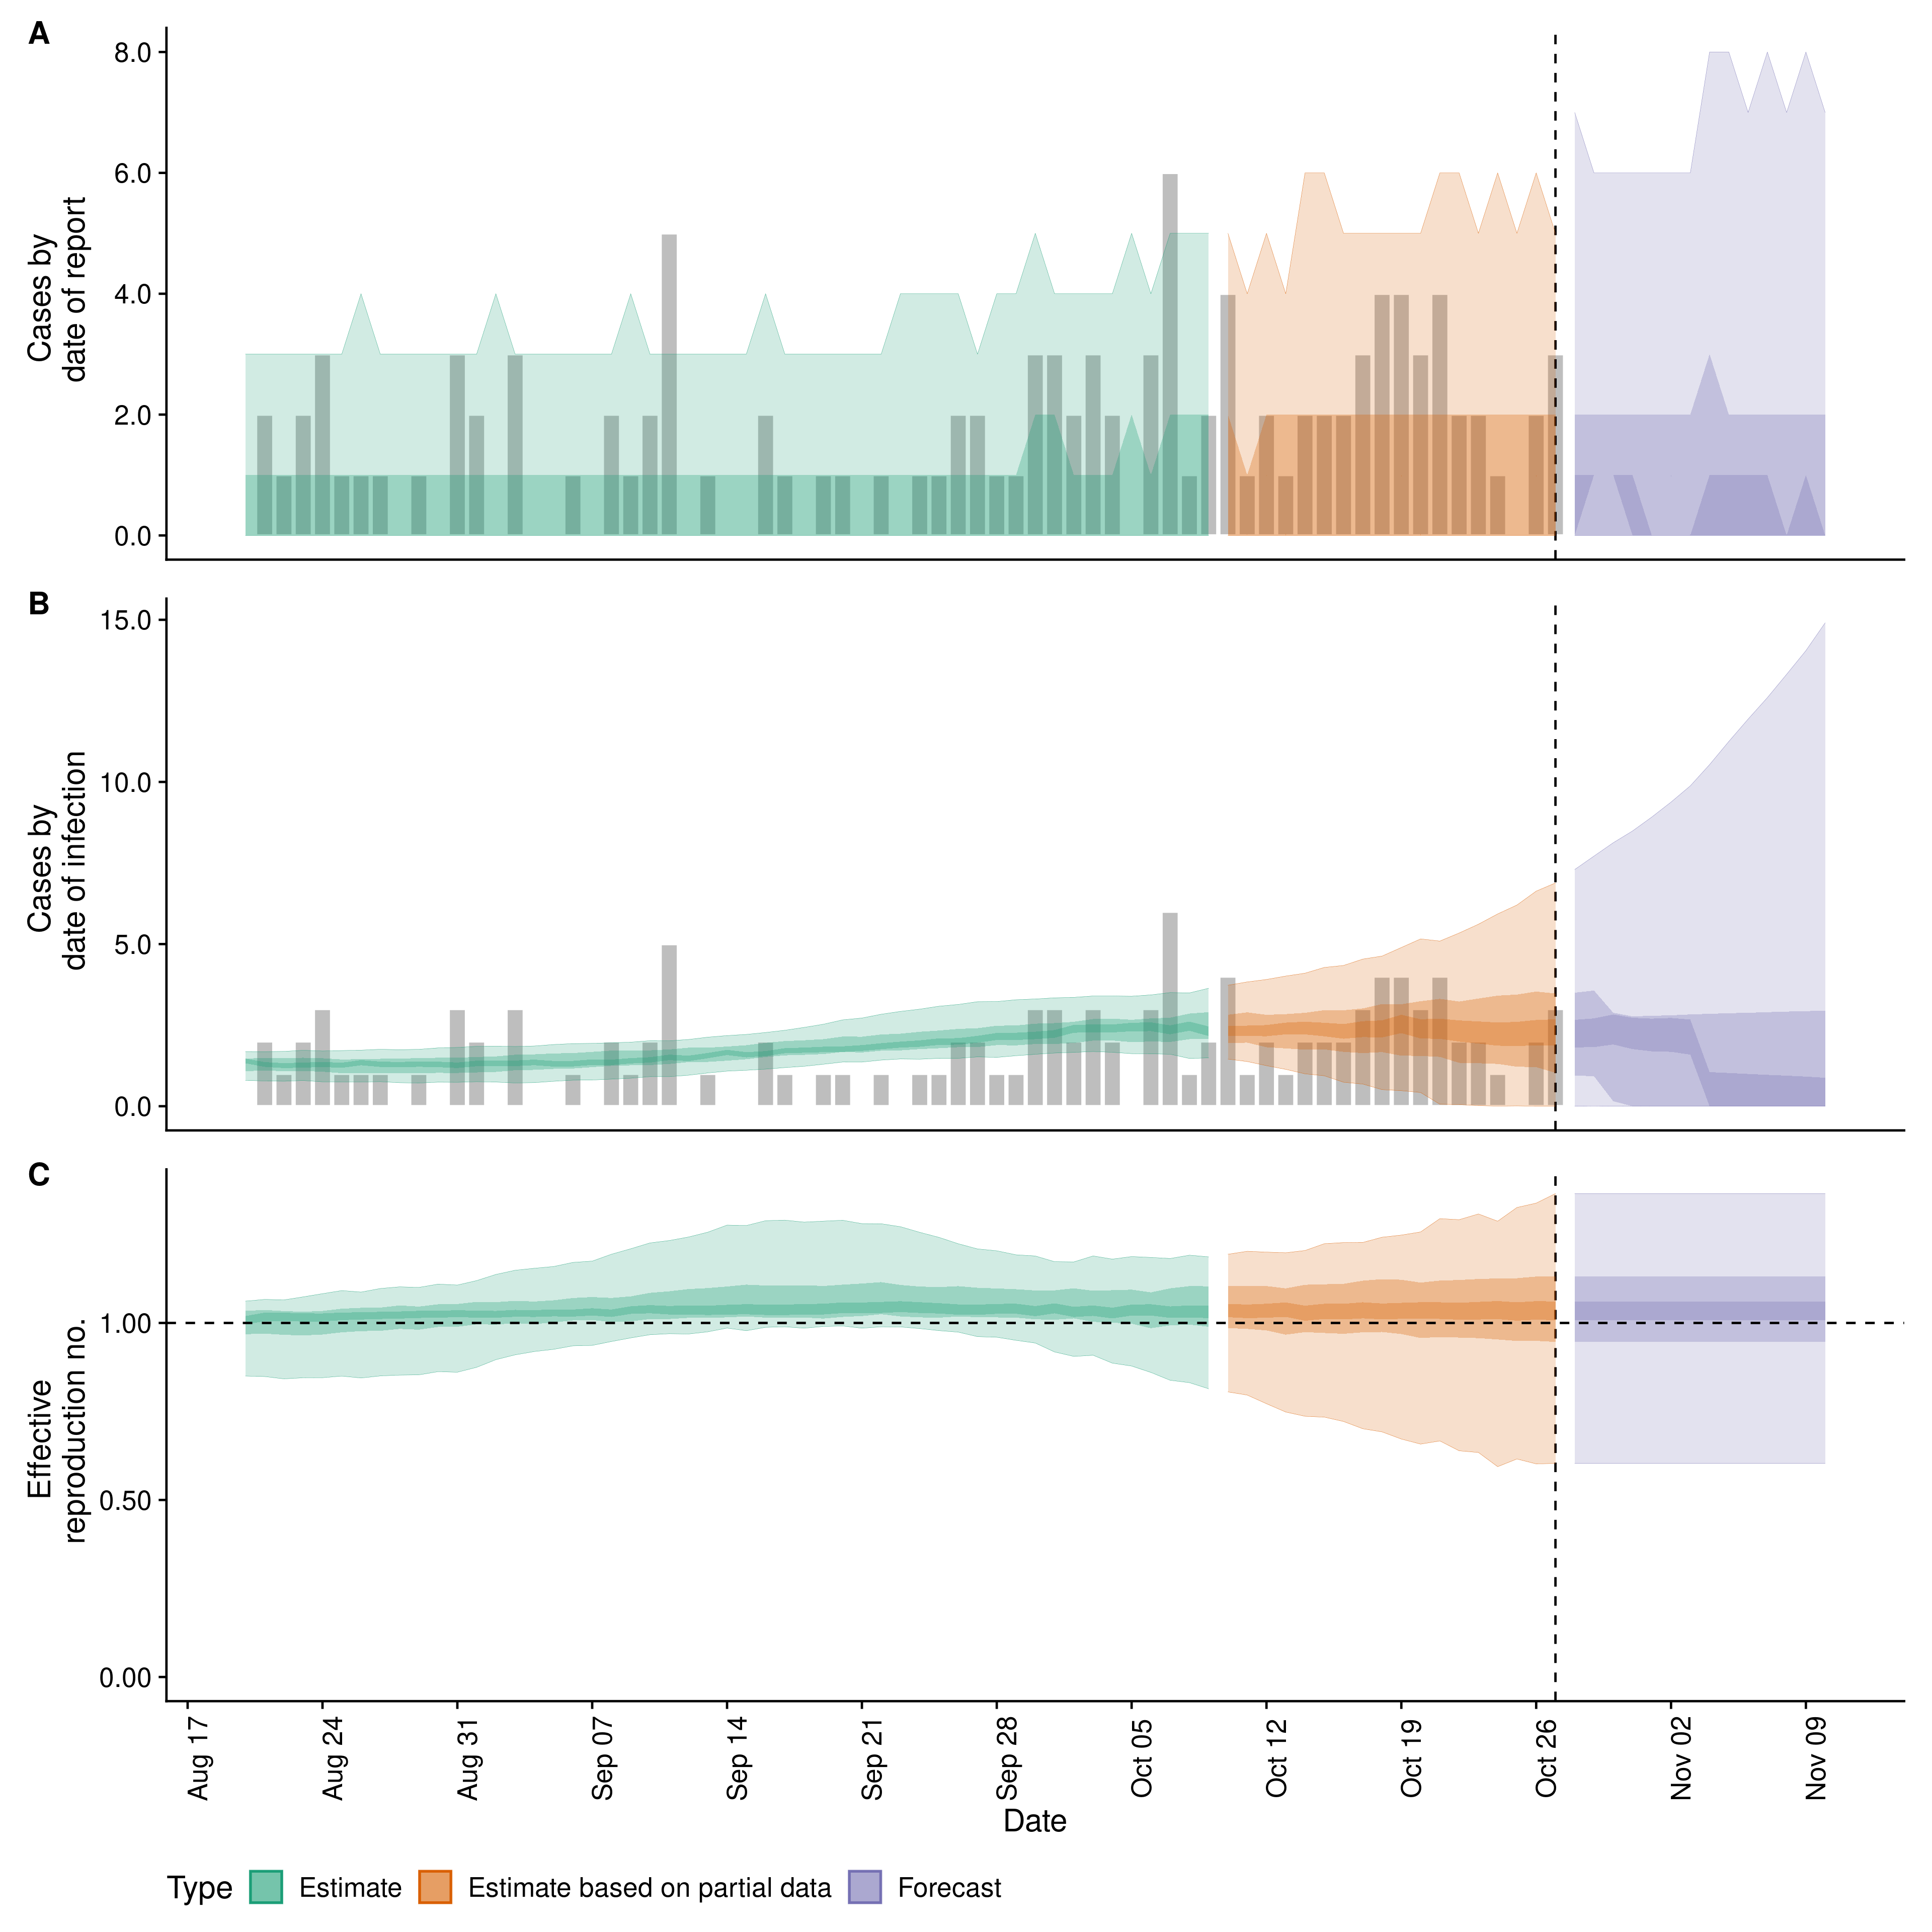 A
8.0
6.0
4.0
2.0
0.0
Cases by
date of report
B
15.0
10.0
5.0
0.0
Cases by
date of infection
C
1.00
0.50
0.00
Effective
reproduction no.
Aug 17
Aug 24
Aug 31
Sep 07
Sep 14
Sep 21
Sep 28
Oct 05
Oct 12
Oct 19
Oct 26
Nov 02
Nov 09
Date
Type Estimate Estimate based on partial data Forecast